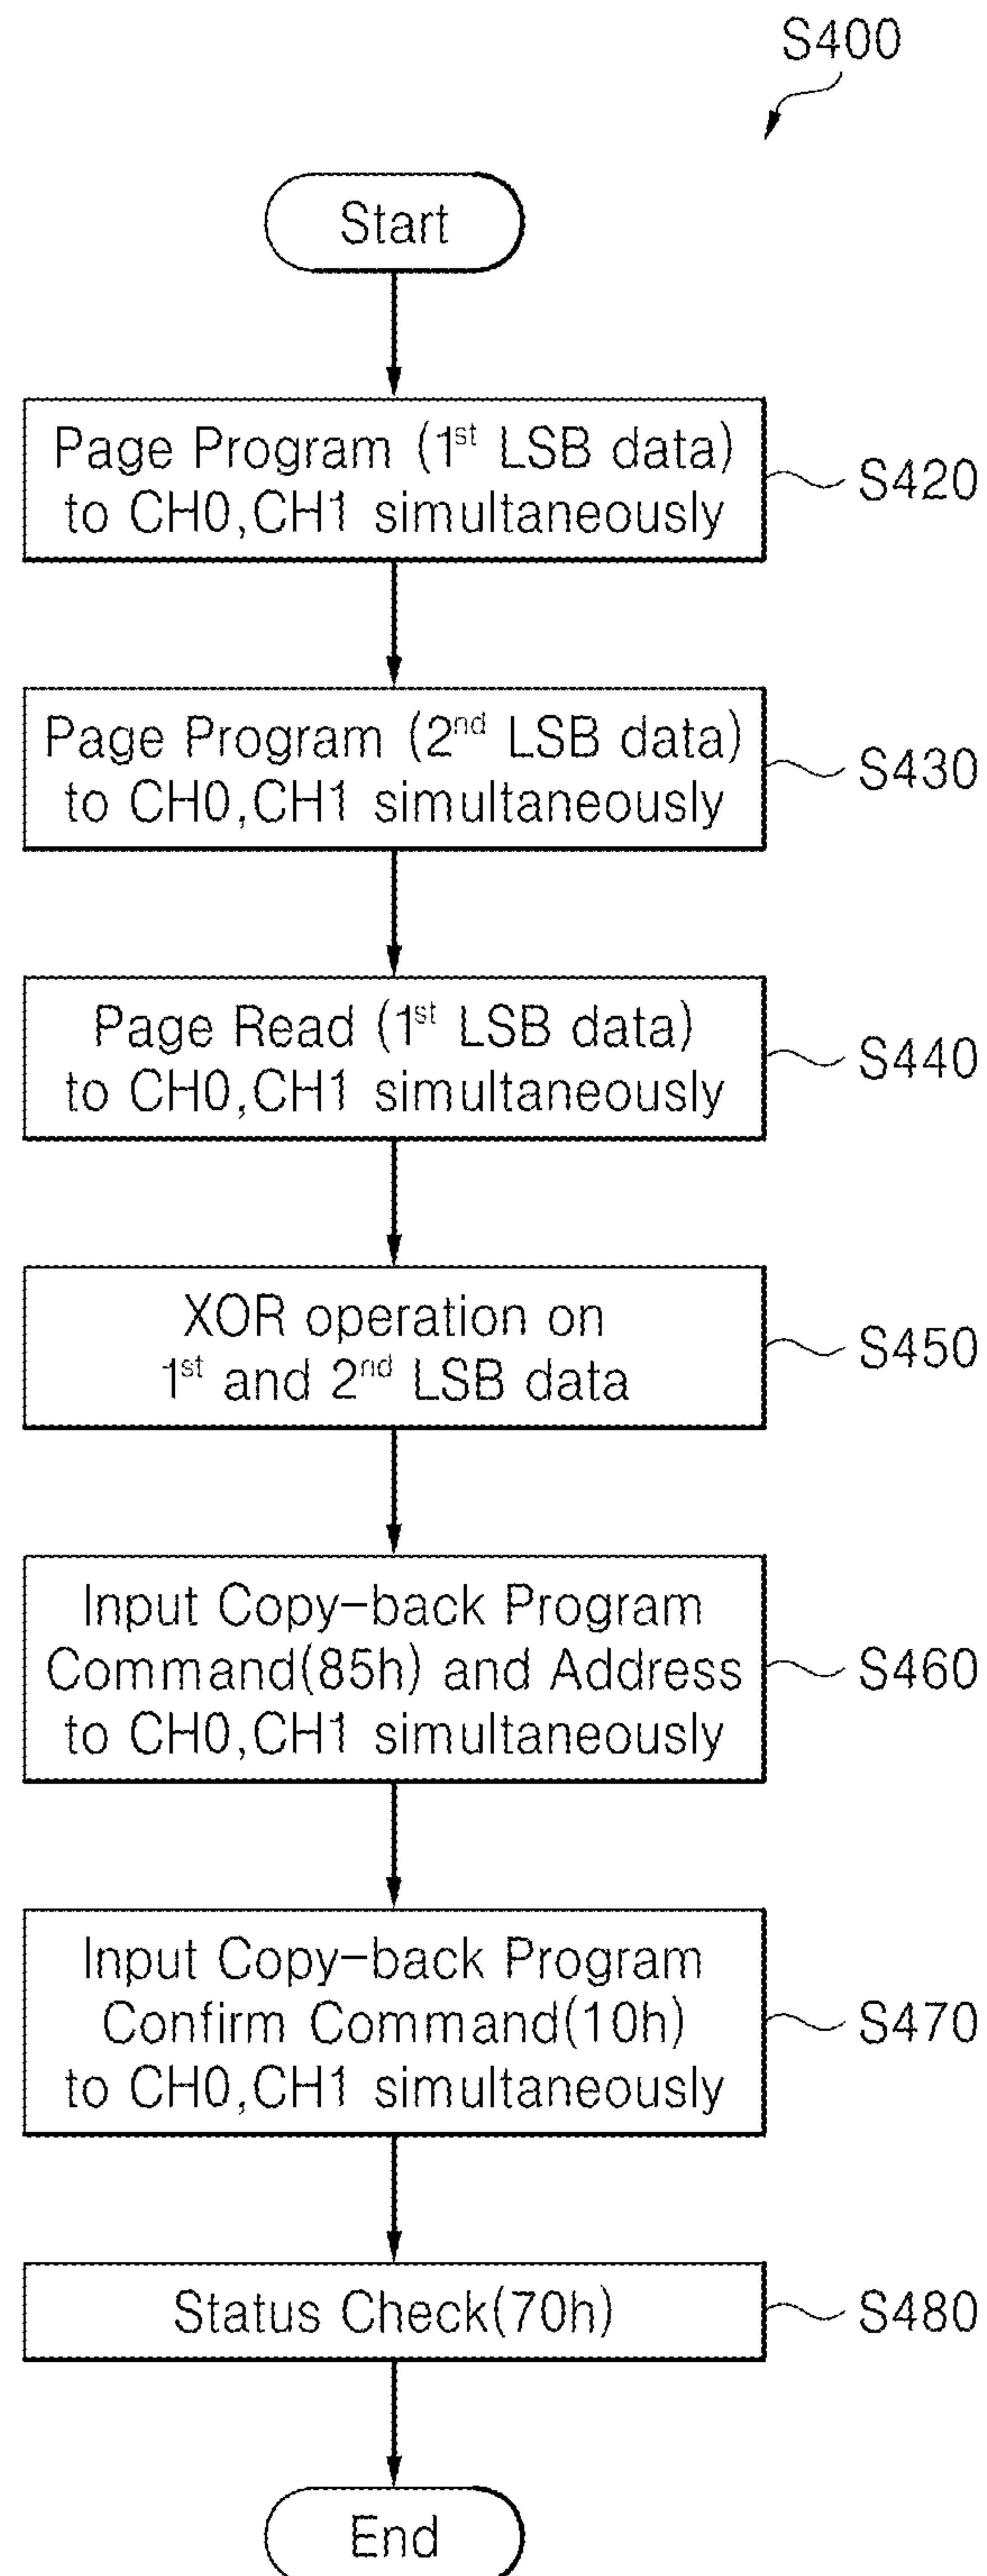 S400
Start
Page Program (1st LSB data)
to CH0,CH1 simultaneously
S420
Page Program (2nd LSB data)
to CH0,CH1 simultaneously
S430
Page Read (1st LSB data)
to CH0,CH1 simultaneously
S440
XOR operation on
1st and 2nd LSB data
S450
Input Copy-back Program
Command(85h) and Address
to CH0,CH1 simultaneously
S460
Input Copy-back Program
Confirm Command(10h)
to CH0,CH1 simultaneously
S470
Status Check(70h)
S480
End